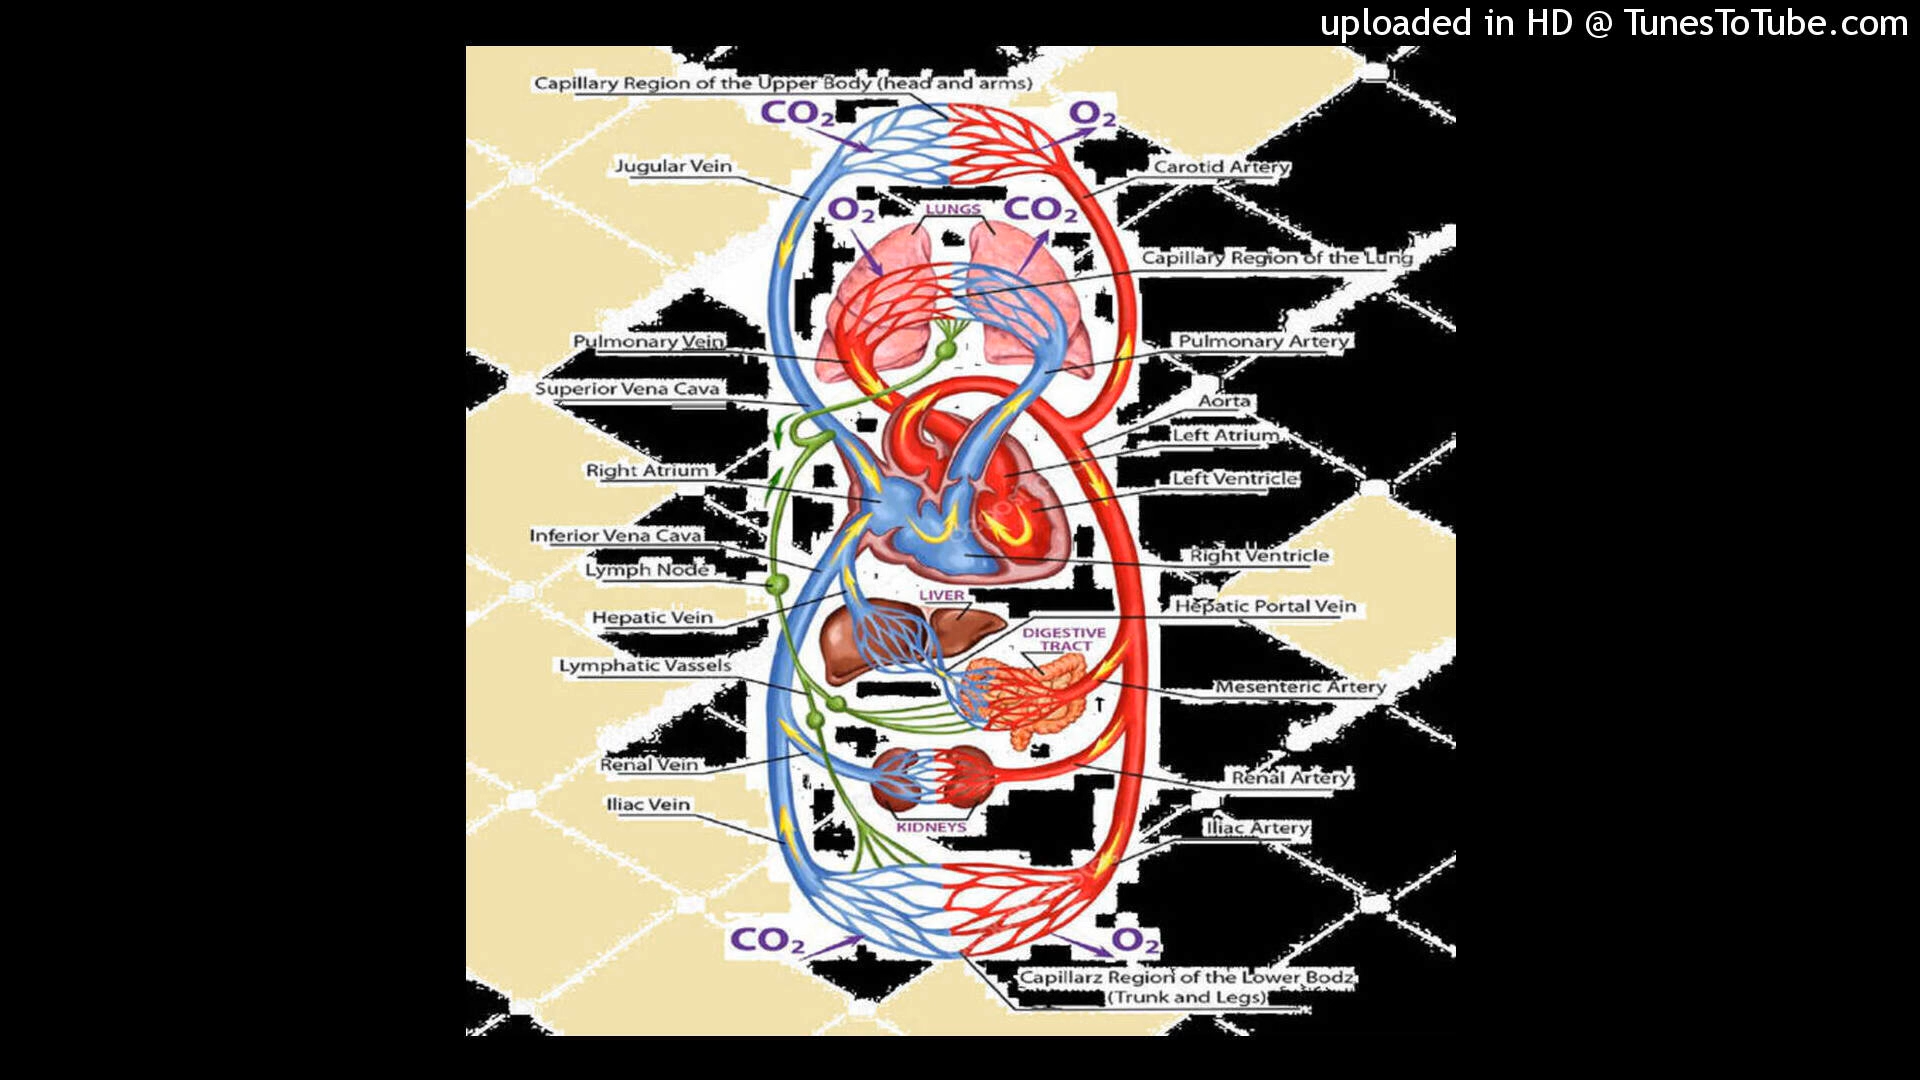 uploaded in HD @ TunesToTube.com
Capillary Region of the Upper Body (head and arms)
CO2
O2
Jugular Vein
Carotid Artery
O2
LUNGS
CO2
Capillary Region of the Lung
Pulmonary Vein
Pulmonary Artery
Superior Vena Cava
Aorta
Left Atrium
Right Atrium
Left Ventricle
Inferior Vena Cava
Right Ventricle
Lymph Node
LIVER
Hepatic Portal Vein
Hepatic Vein
DIGESTIVE
TRACT
Lymphatic Vassels
Mesenteric Artery
Renal Vein
Renal Artery
Iliac Vein
KIDNEYS
Iliac Artery
CO2
O2
Capillarz Region of the Lower Bodz
(Trunk and Legs)